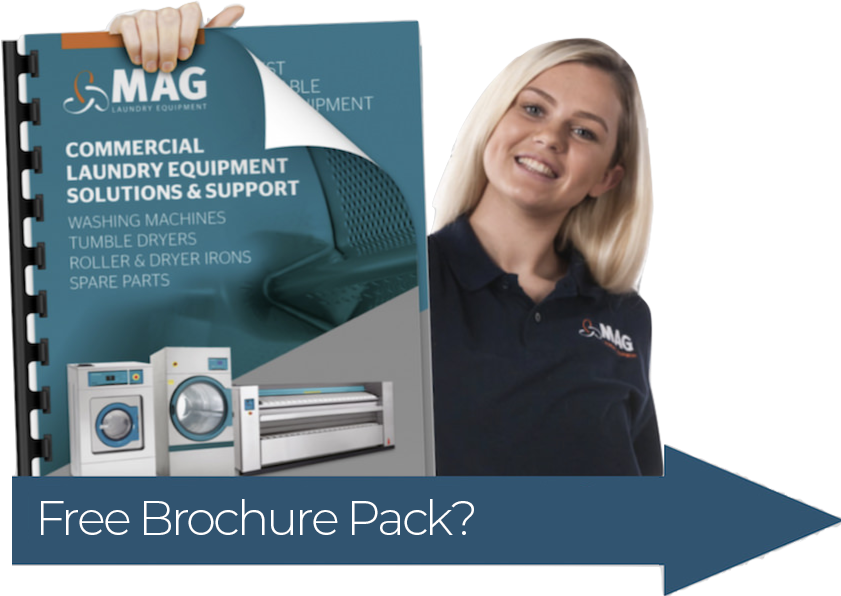 MAG
LAUNDRY EQUIPMENT
COMMERCIAL
LAUNDRY EQUIPMENT
SOLUTIONS & SUPPORT
WASHING MACHINES
TUMBLE DRYERS
ROLLER & DRYER IRONS
SPARE PARTS
MAG
Free Brochure Pack?